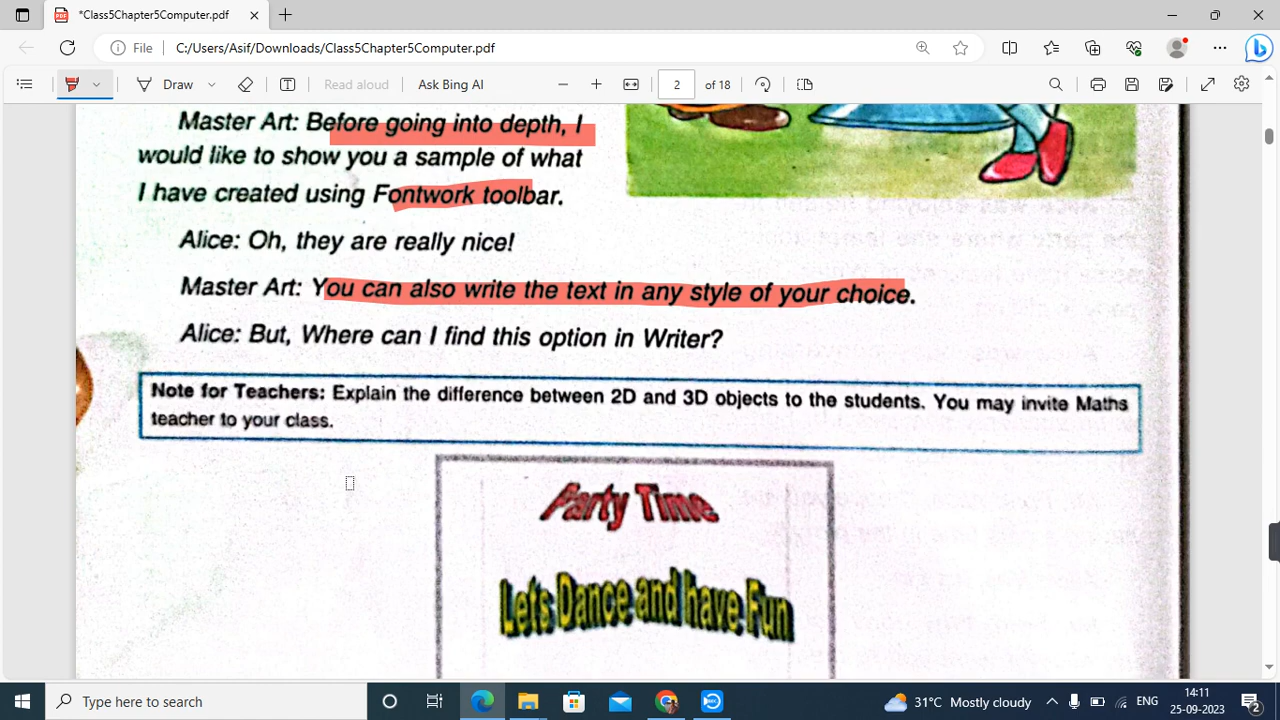 *Class5Chapter5Computer.pdf
File C:/Users/Asif/Downloads/Class5Chapter5Computer.pdf
Draw Read aloud Ask Bing AI 2 of 18
Master Art: Before going into depth, I
would like to show you a sample of what
I have created using Fontwork toolbar.
Alice: Oh, they are really nice!
Master Art: You can also write the text in any style of your choice.
Alice: But, Where can I find this option in Writer?
Note for Teachers: Explain the difference between 2D and 3D objects to the students. You may invite Maths
teacher to your class.
Party Time
Lets Dance and have Fun
Type here to search
31°C Mostly cloudy ENG 14:11
25-09-2023
2